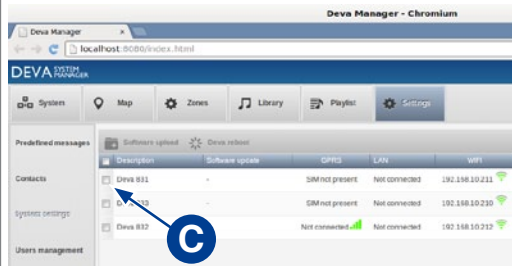 Deva Manager - Chromium
Deva Manager ×
localhost:8080/index.html
DEVA SYSTEM MANAGER
System Map Zones Library Playlist Settings
Predefined messages
Software upload Deva reboot
Description Software update GPRS LAN WIFI
Contacts
Deva 831 - SIM not present Not connected 192.168.10.211
System settings
- SIM not present Not connected 192.168.10.210
Deva 832 Not connected Not connected 192.168.10.212
Users management
C